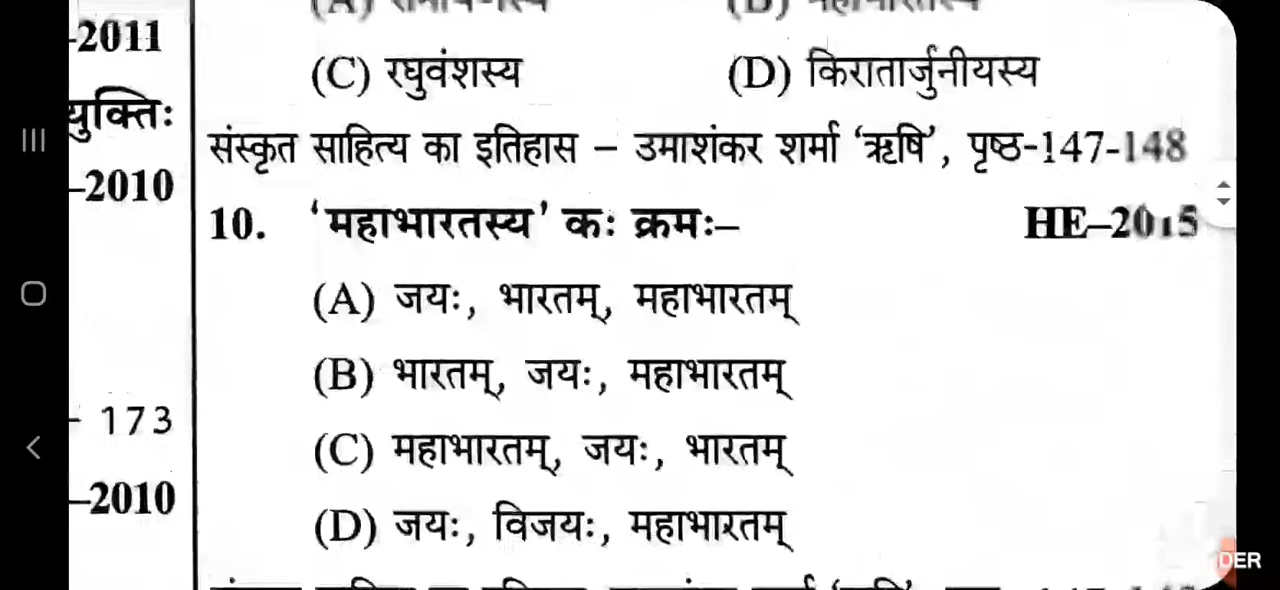 -2011
(C) रघुवंशस्य (D) किरातार्जुनीयस्य
युक्तिः
संस्कृत साहित्य का इतिहास – उमाशंकर शर्मा ‘ऋषि’, पृष्ठ-147-148
–2010
10. ‘महाभारतस्य’ कः क्रमः– HE–2015
(A) जयः, भारतम्, महाभारतम्
(B) भारतम्, जयः, महाभारतम्
- 173
(C) महाभारतम्, जयः, भारतम्
–2010
(D) जयः, विजयः, महाभारतम्
DER